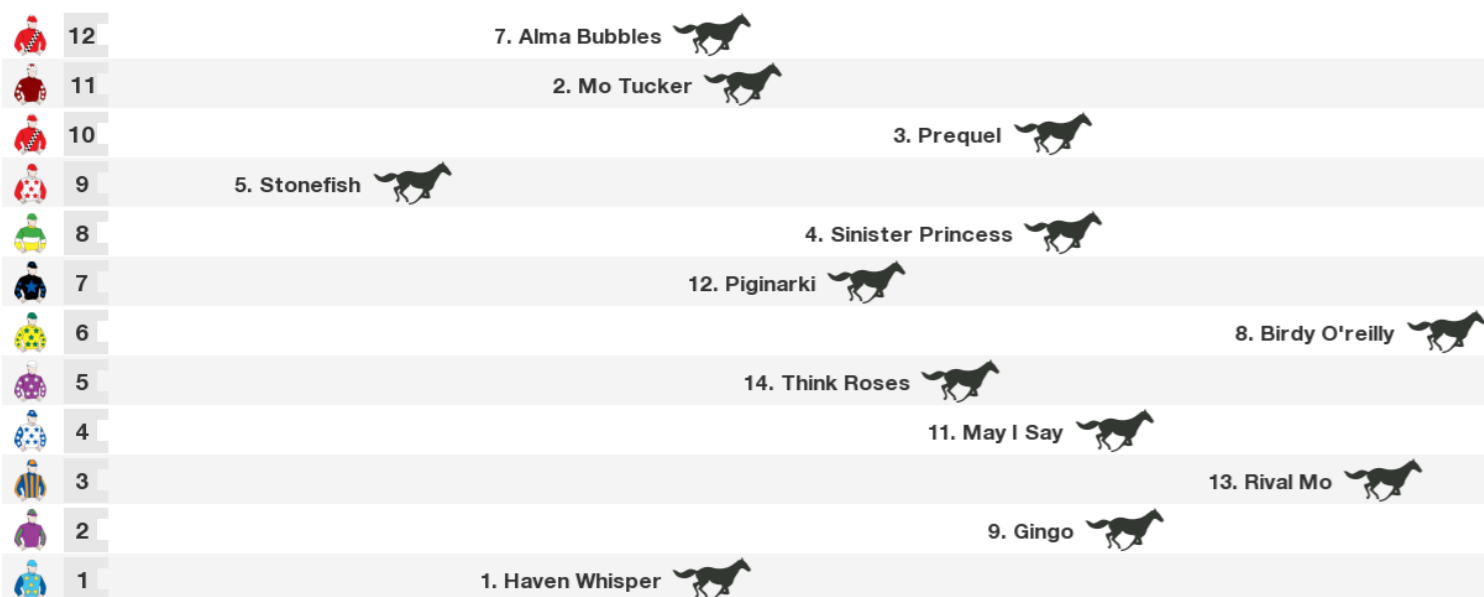 12 7. Alma Bubbles
11 2. Mo Tucker
10 3. Prequel
9 5. Stonefish
8 4. Sinister Princess
7 12. Piginarki
6 8. Birdy O'reilly
5 14. Think Roses
4 11. May I Say
3 13. Rival Mo
2 9. Gingo
1 1. Haven Whisper